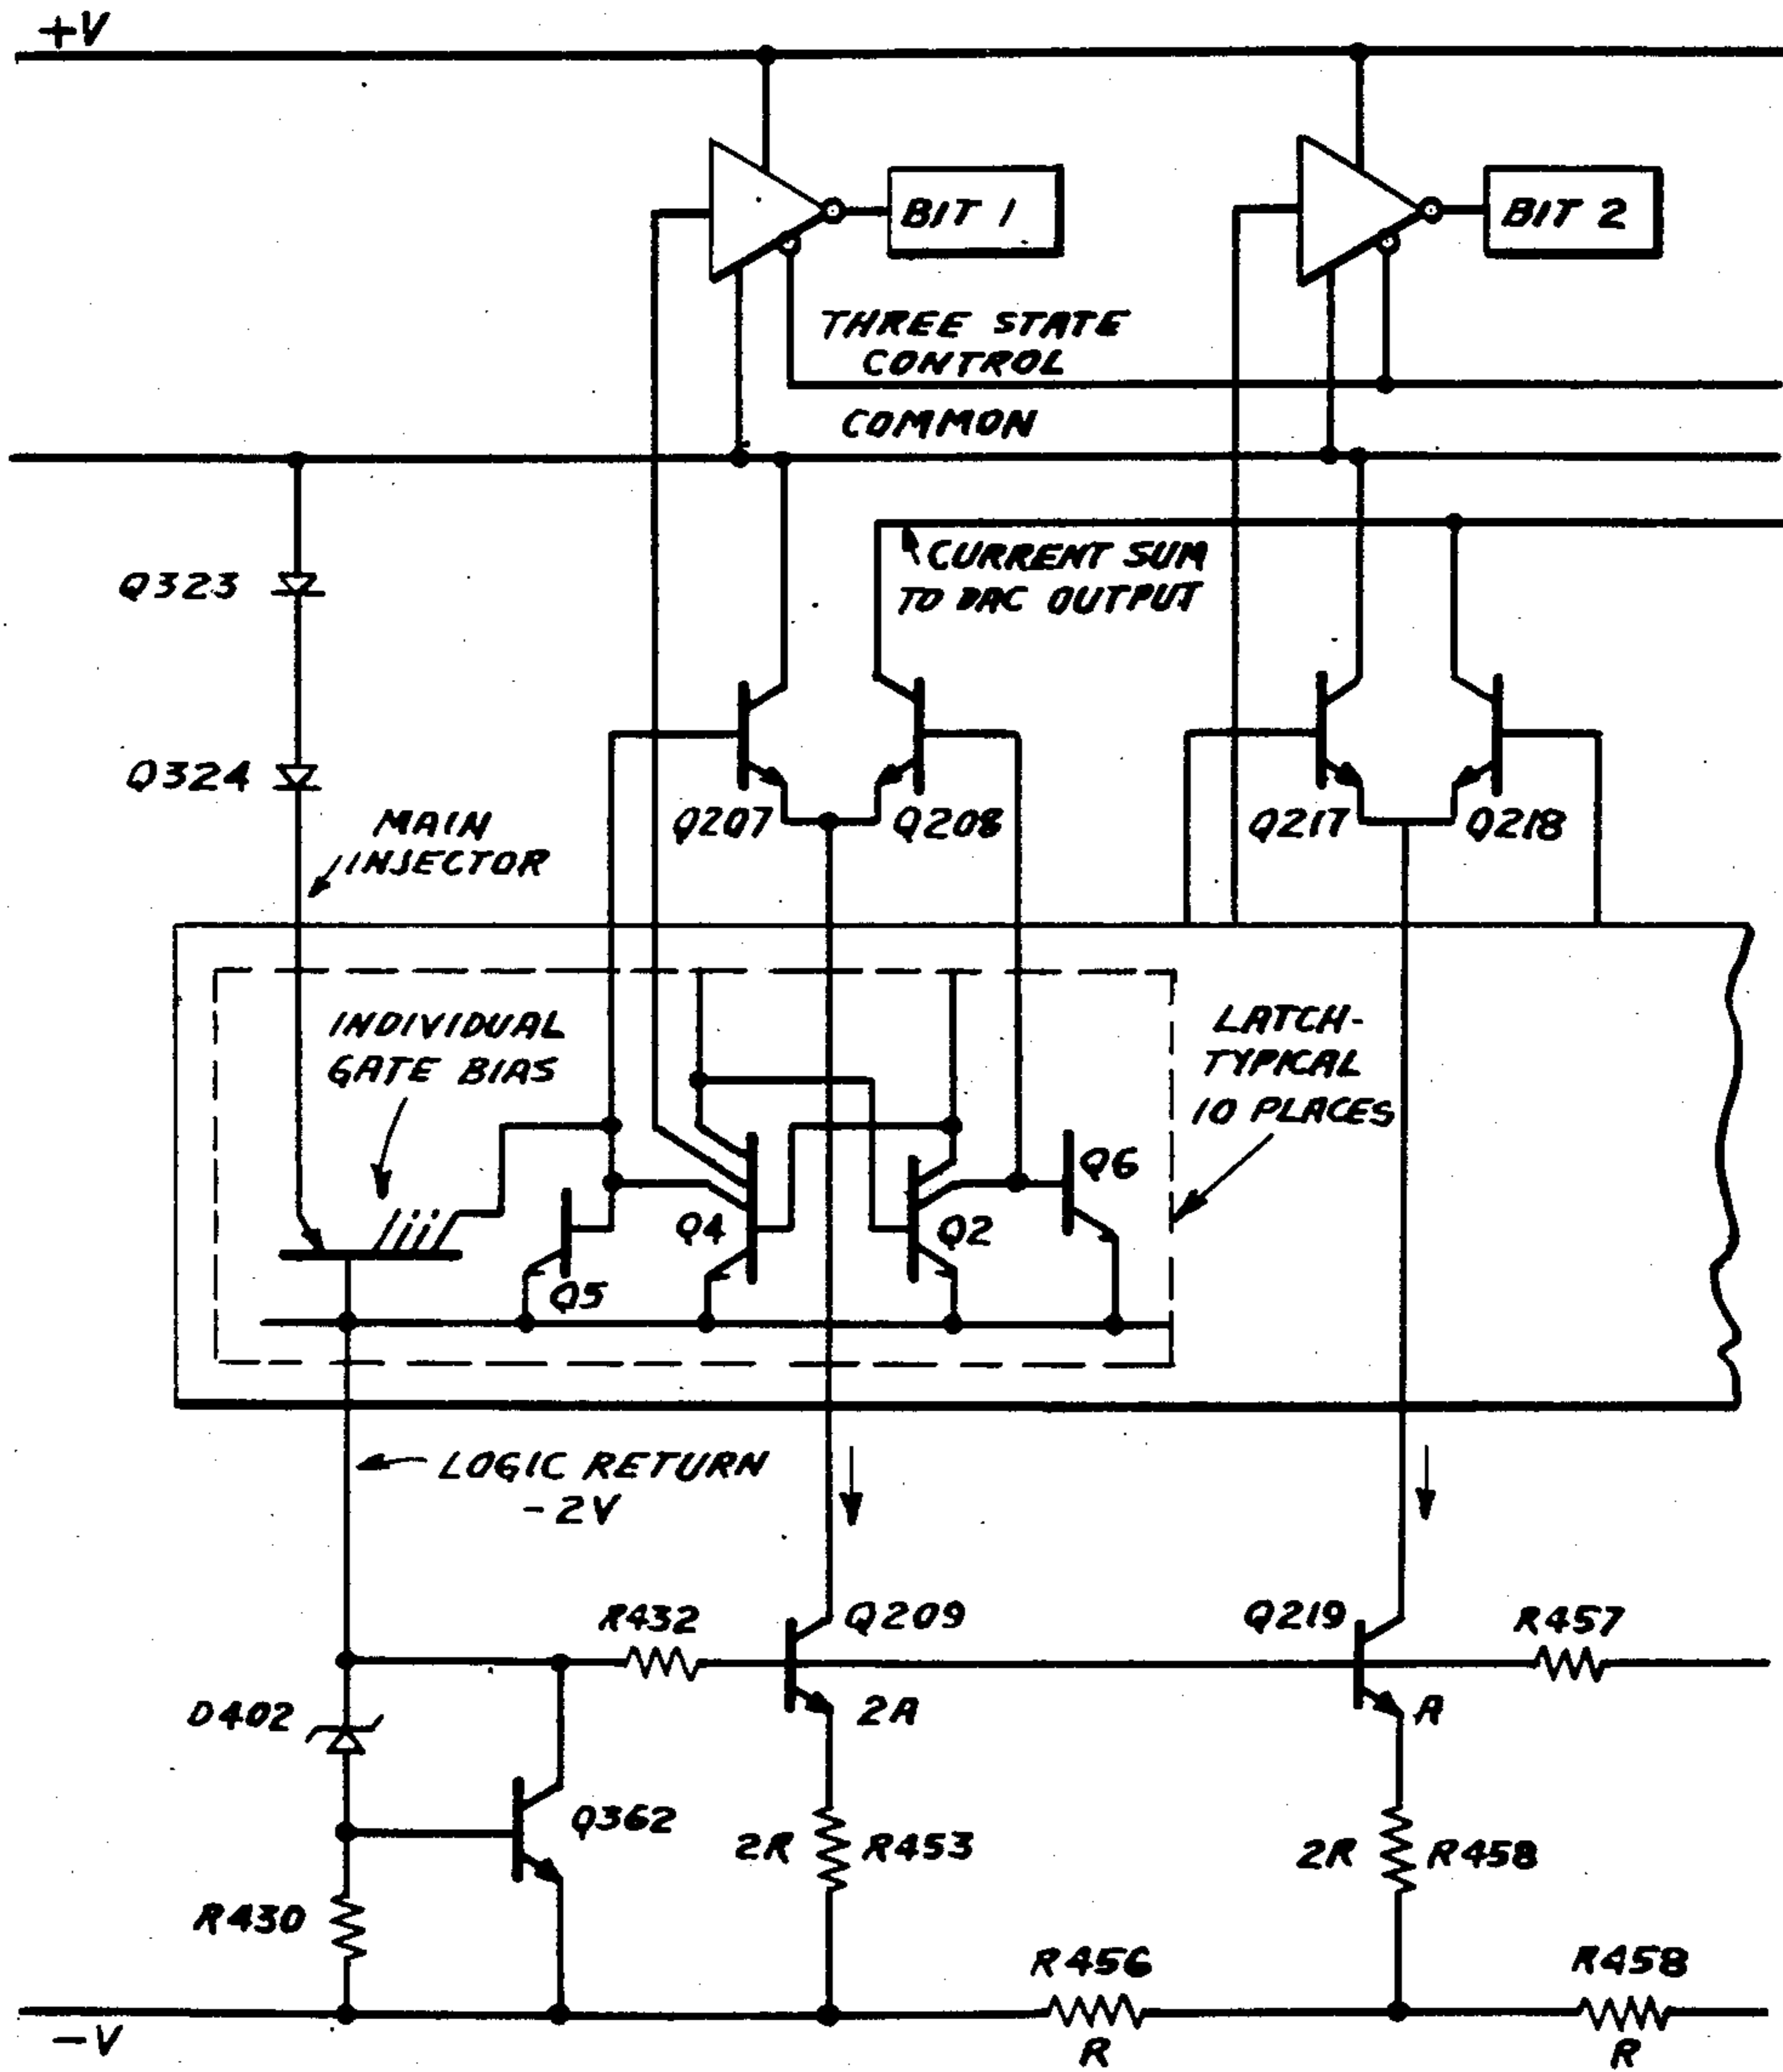 +V
BIT 1
BIT 2
THREE STATE
CONTROL
COMMON
CURRENT SUM
TO DAC OUTPUT
Q323
Q324
MAIN
INJECTOR
Q207
Q208
Q217
Q218
INDIVIDUAL
GATE BIAS
LATCH-
TYPICAL
10 PLACES
Q6
Q4
Q2
Q5
LOGIC RETURN
-2V
R432
Q209
Q219
R457
2A
A
D402
Q362
2R
R453
2R
R458
R430
R456
R458
-V
R
R